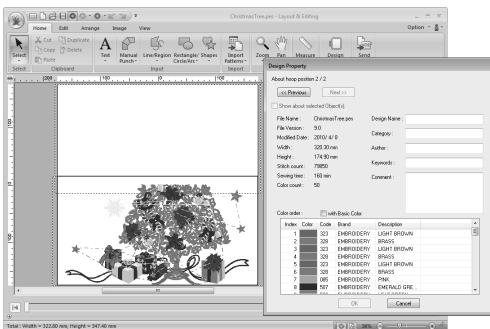 ChristmasTree.pes - Layout & Editing
Home Edit Arrange Image View
Option
Select
Cut Duplicate
Copy Delete
Paste
Text
Manual Punch
Line/Region
Rectangle/ Circle/Arc
Shapes
Import Patterns
Zoom
Pan
Measure
Design
Send
Select Clipboard Input Import
Design Property
About hoop position 2 / 2
<< Previous Next >>
Show about selected Object(s).
File Name : ChristmasTree.pes Design Name :
File Version : 9.0
Category :
Modified Date : 2010/ 4/ 8
Width : 320.30 mm Author :
Height : 174.90 mm
Keywords :
Stitch count : 79850
Sewing time : 160 min Comment :
Color count : 50
Color order : with Basic Color
Index Color Code Brand Description
1 323 EMBROIDERY LIGHT BROWN
2 328 EMBROIDERY BRASS
3 323 EMBROIDERY LIGHT BROWN
4 328 EMBROIDERY BRASS
5 323 EMBROIDERY LIGHT BROWN
6 328 EMBROIDERY BRASS
7 085 EMBROIDERY PINK
8 507 EMBROIDERY EMERALD GRE...
OK Cancel
Total : Width = 322.80 mm, Height = 347.40 mm